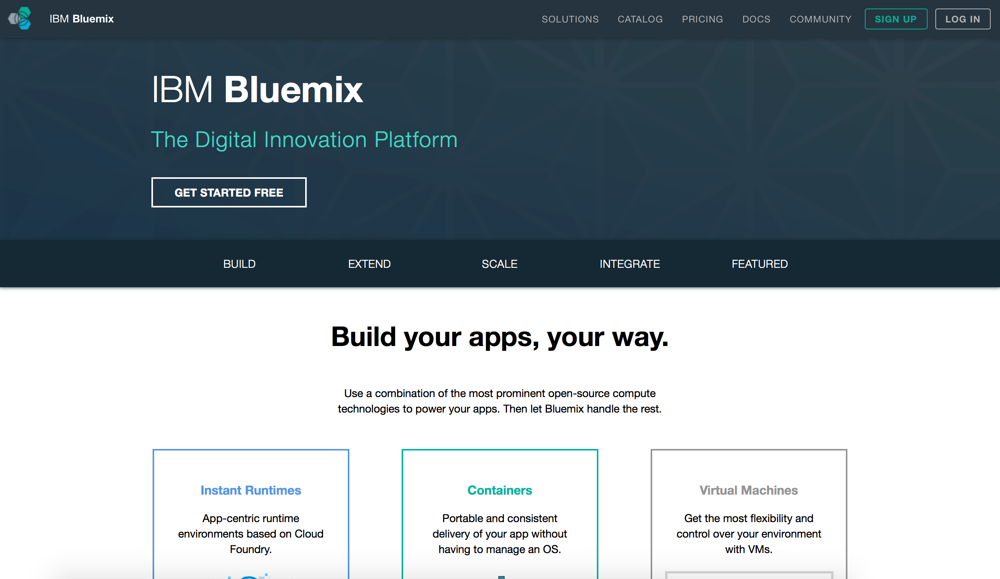 IBM Bluemix
SOLUTIONS CATALOG PRICING DOCS COMMUNITY SIGN UP LOG IN
IBM Bluemix
The Digital Innovation Platform
GET STARTED FREE
BUILD EXTEND SCALE INTEGRATE FEATURED
Build your apps, your way.
Use a combination of the most prominent open-source compute
technologies to power your apps. Then let Bluemix handle the rest.
Instant Runtimes
App-centric runtime
environments based on Cloud
Foundry.
Containers
Portable and consistent
delivery of your app without
having to manage an OS.
Virtual Machines
Get the most flexibility and
control over your environment
with VMs.